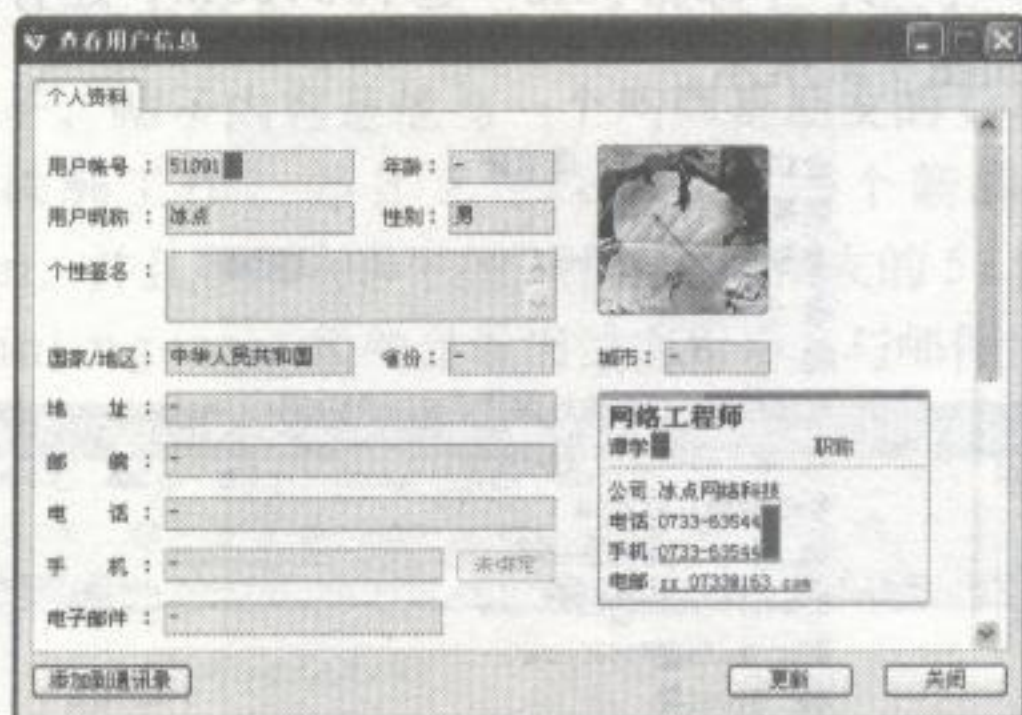 查看用户信息
个人资料
用户帐号 : 51091 年龄 : -
用户昵称 : 冰点 性别 : 男
个性签名 :
国家/地区 : 中华人民共和国 省份 : - 城市 : -
地 址 : -
邮 编 : -
电 话 : -
手 机 : - 未绑定
电子邮件 : -
网络工程师
谭学 职称
公司 冰点网络科技
电话 0733-63544
手机 0733-63544
电邮
添加到通讯录 更新 关闭